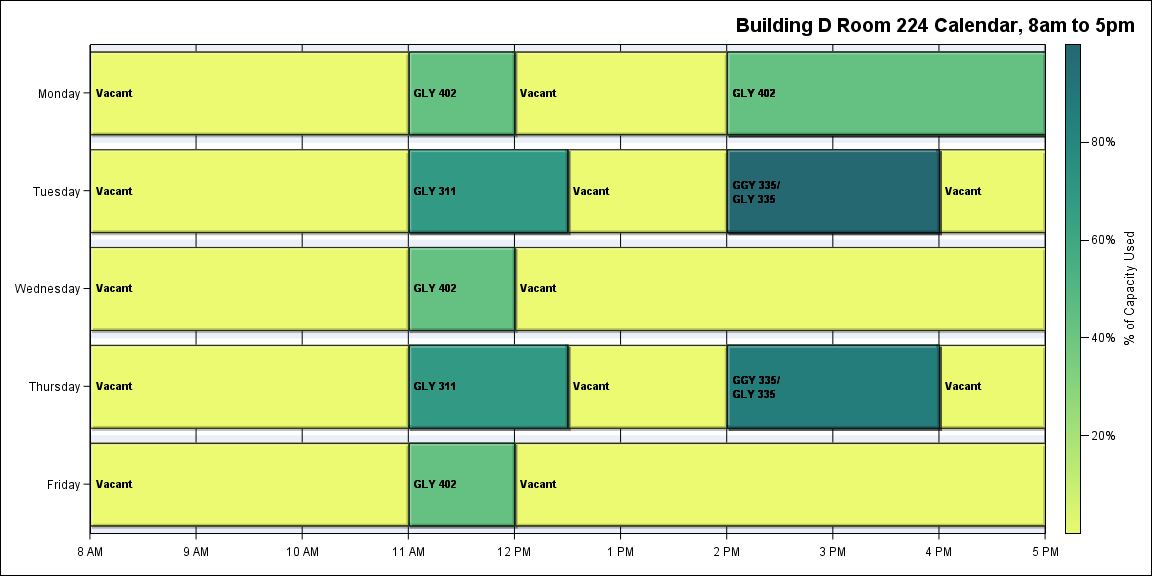 Building D Room 224 Calendar, 8am to 5pm
Monday
Vacant
GLY 402
Vacant
GLY 402
Tuesday
Vacant
GLY 311
Vacant
GGY 335/
GLY 335
Vacant
Wednesday
Vacant
GLY 402
Vacant
Thursday
Vacant
GLY 311
Vacant
GGY 335/
GLY 335
Vacant
Friday
Vacant
GLY 402
Vacant
8 AM
9 AM
10 AM
11 AM
12 PM
1 PM
2 PM
3 PM
4 PM
5 PM
80%
60%
40%
20%
% of Capacity Used